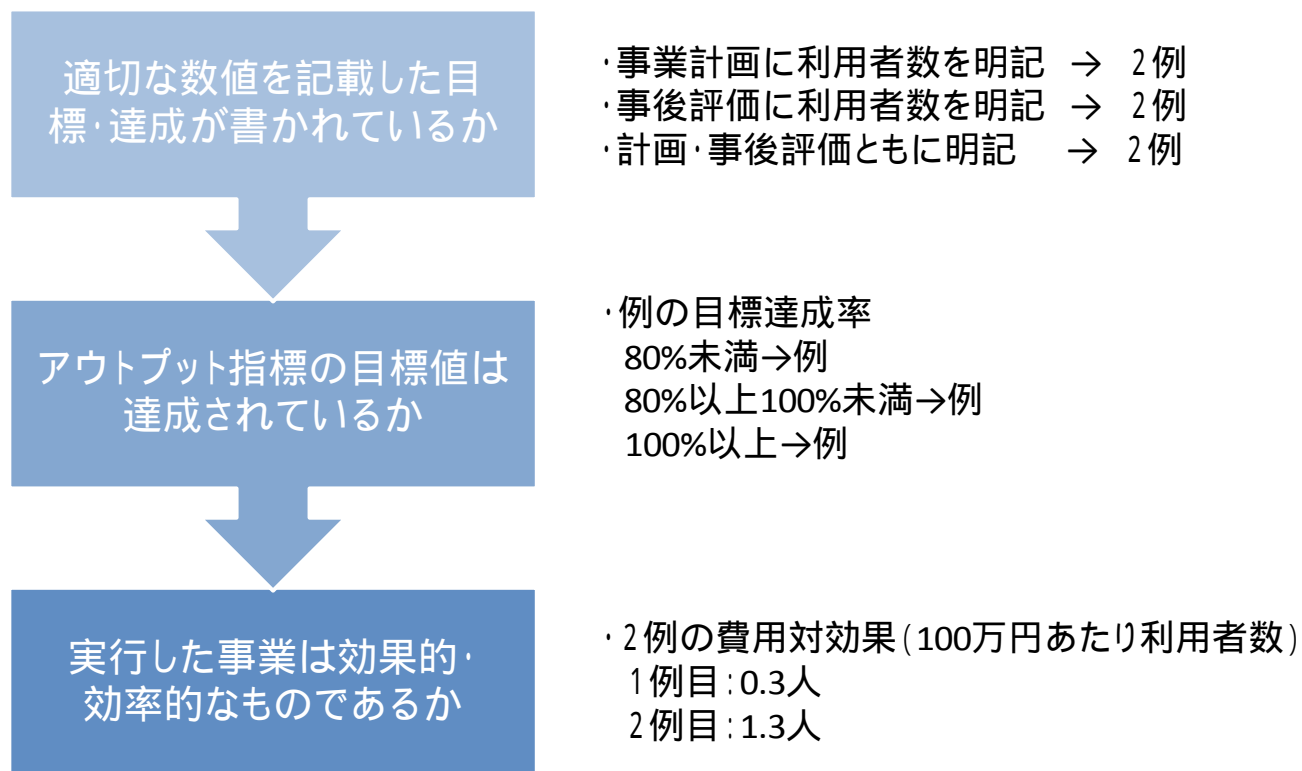 適切な数値を記載した目
標・達成が書かれているか
・事業計画に利用者数を明記 → 2例
・事後評価に利用者数を明記 → 2例
・計画・事後評価ともに明記 → 2例
アウトプット指標の目標値は
達成されているか
・例の目標達成率
80%未満→例
80%以上100%未満→例
100%以上→例
実行した事業は効果的・
効率的なものであるか
・2例の費用対効果(100万円あたり利用者数)
1例目:0.3人
2例目:1.3人